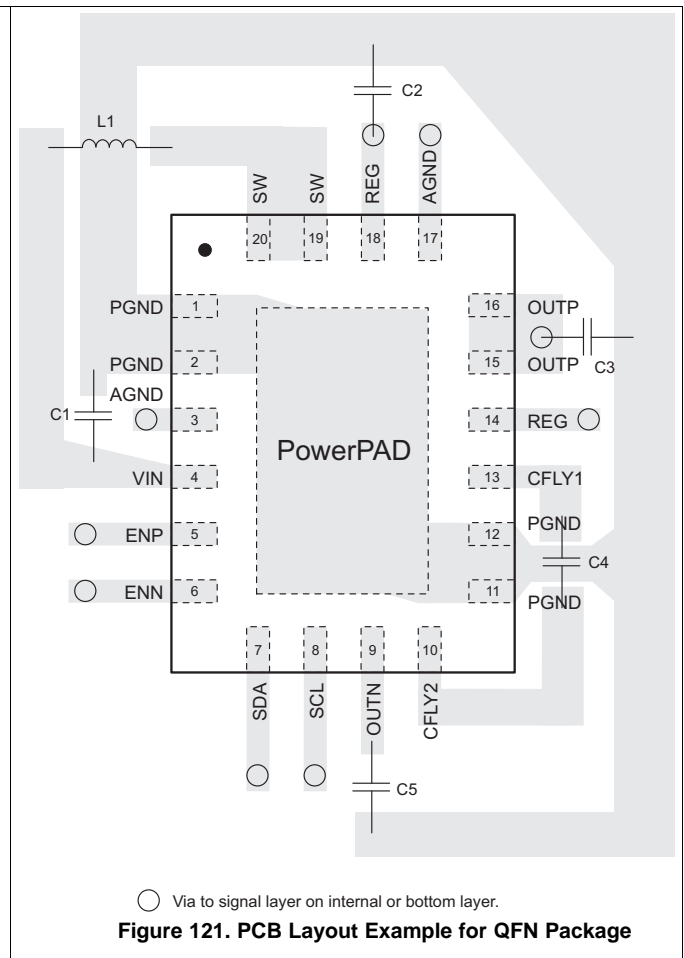 C2
L1
SW
SW
REG
AGND
20
19
18
17
PGND
1
16
OUTP
PGND
2
15
OUTP
C3
AGND
C1
3
14
REG
PowerPAD
VIN
4
13
CFLY1
PGND
ENP
5
12
C4
ENN
6
11
PGND
7
8
9
10
SDA
SCL
OUTN
CFLY2
C5
Via to signal layer on internal or bottom layer.
Figure 121. PCB Layout Example for QFN Package